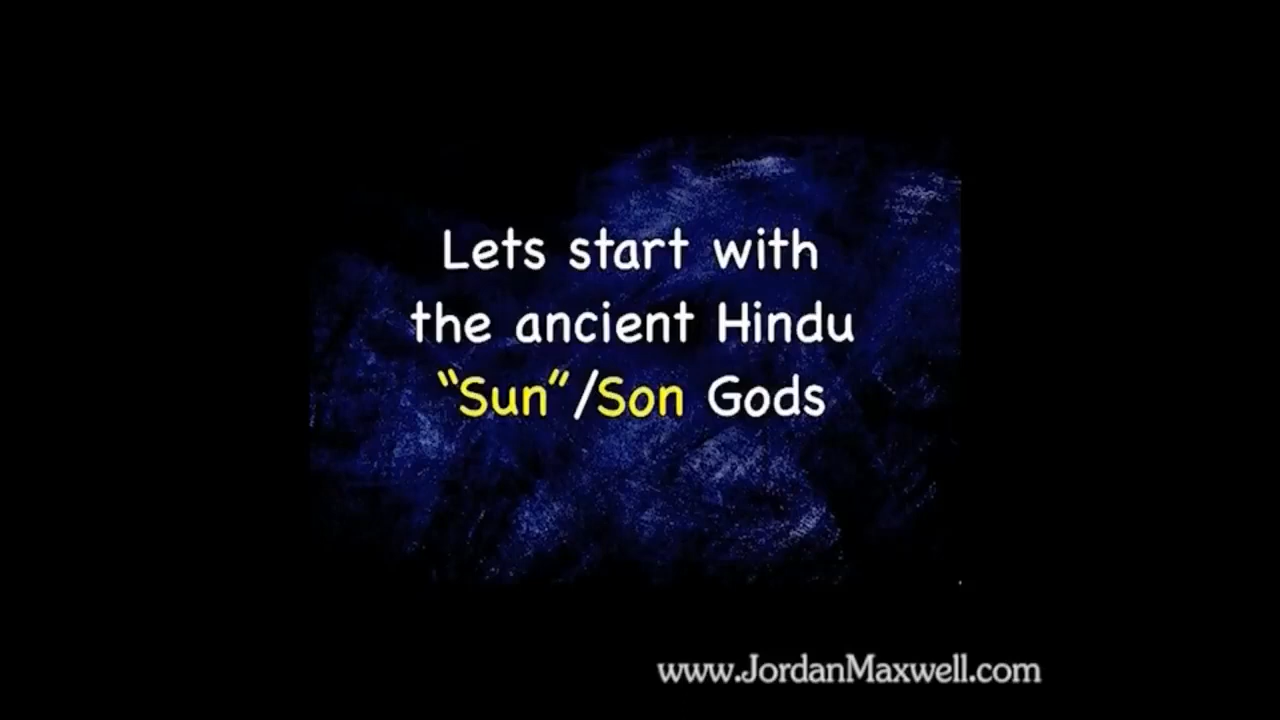 Lets start with
the ancient Hindu
“Sun”/Son Gods
www.JordanMaxwell.com